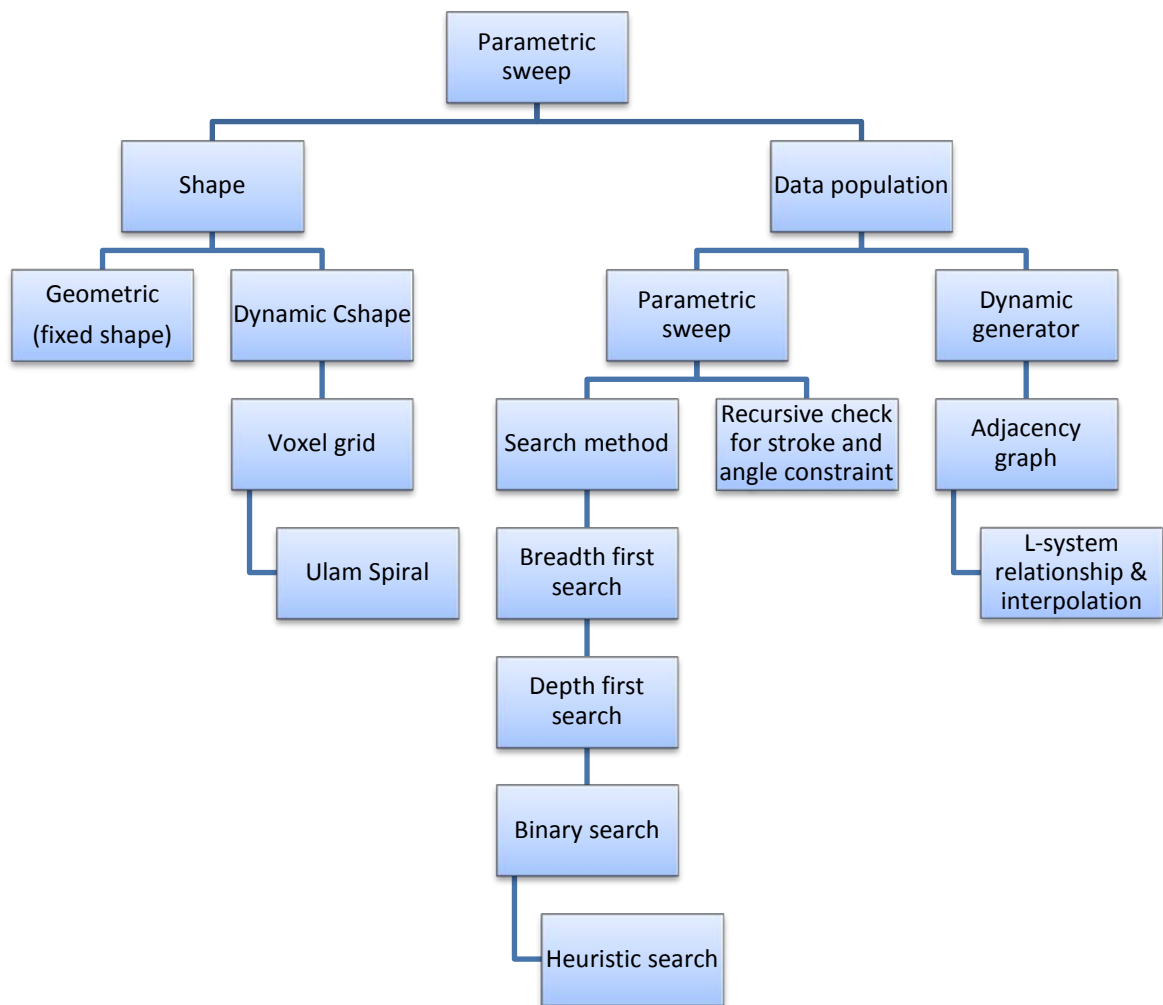 Parametric
sweep
Shape
Data population
Geometric
(fixed shape)
Dynamic Cshape
Parametric
sweep
Dynamic
generator
Voxel grid
Search method
Recursive check
for stroke and
angle constraint
Adjacency
graph
Ulam Spiral
Breadth first
search
L-system
relationship &
interpolation
Depth first
search
Binary search
Heuristic search